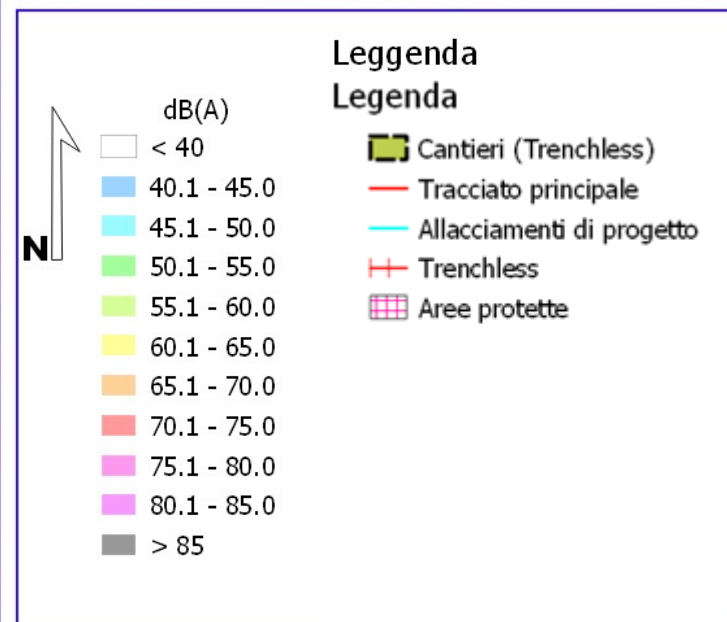 Leggenda
Legenda
dB(A)
< 40
40.1 - 45.0
45.1 - 50.0
50.1 - 55.0
55.1 - 60.0
60.1 - 65.0
65.1 - 70.0
70.1 - 75.0
75.1 - 80.0
80.1 - 85.0
> 85
N
Cantieri (Trenchless)
Tracciato principale
Allacciamenti di progetto
Trenchless
Aree protette